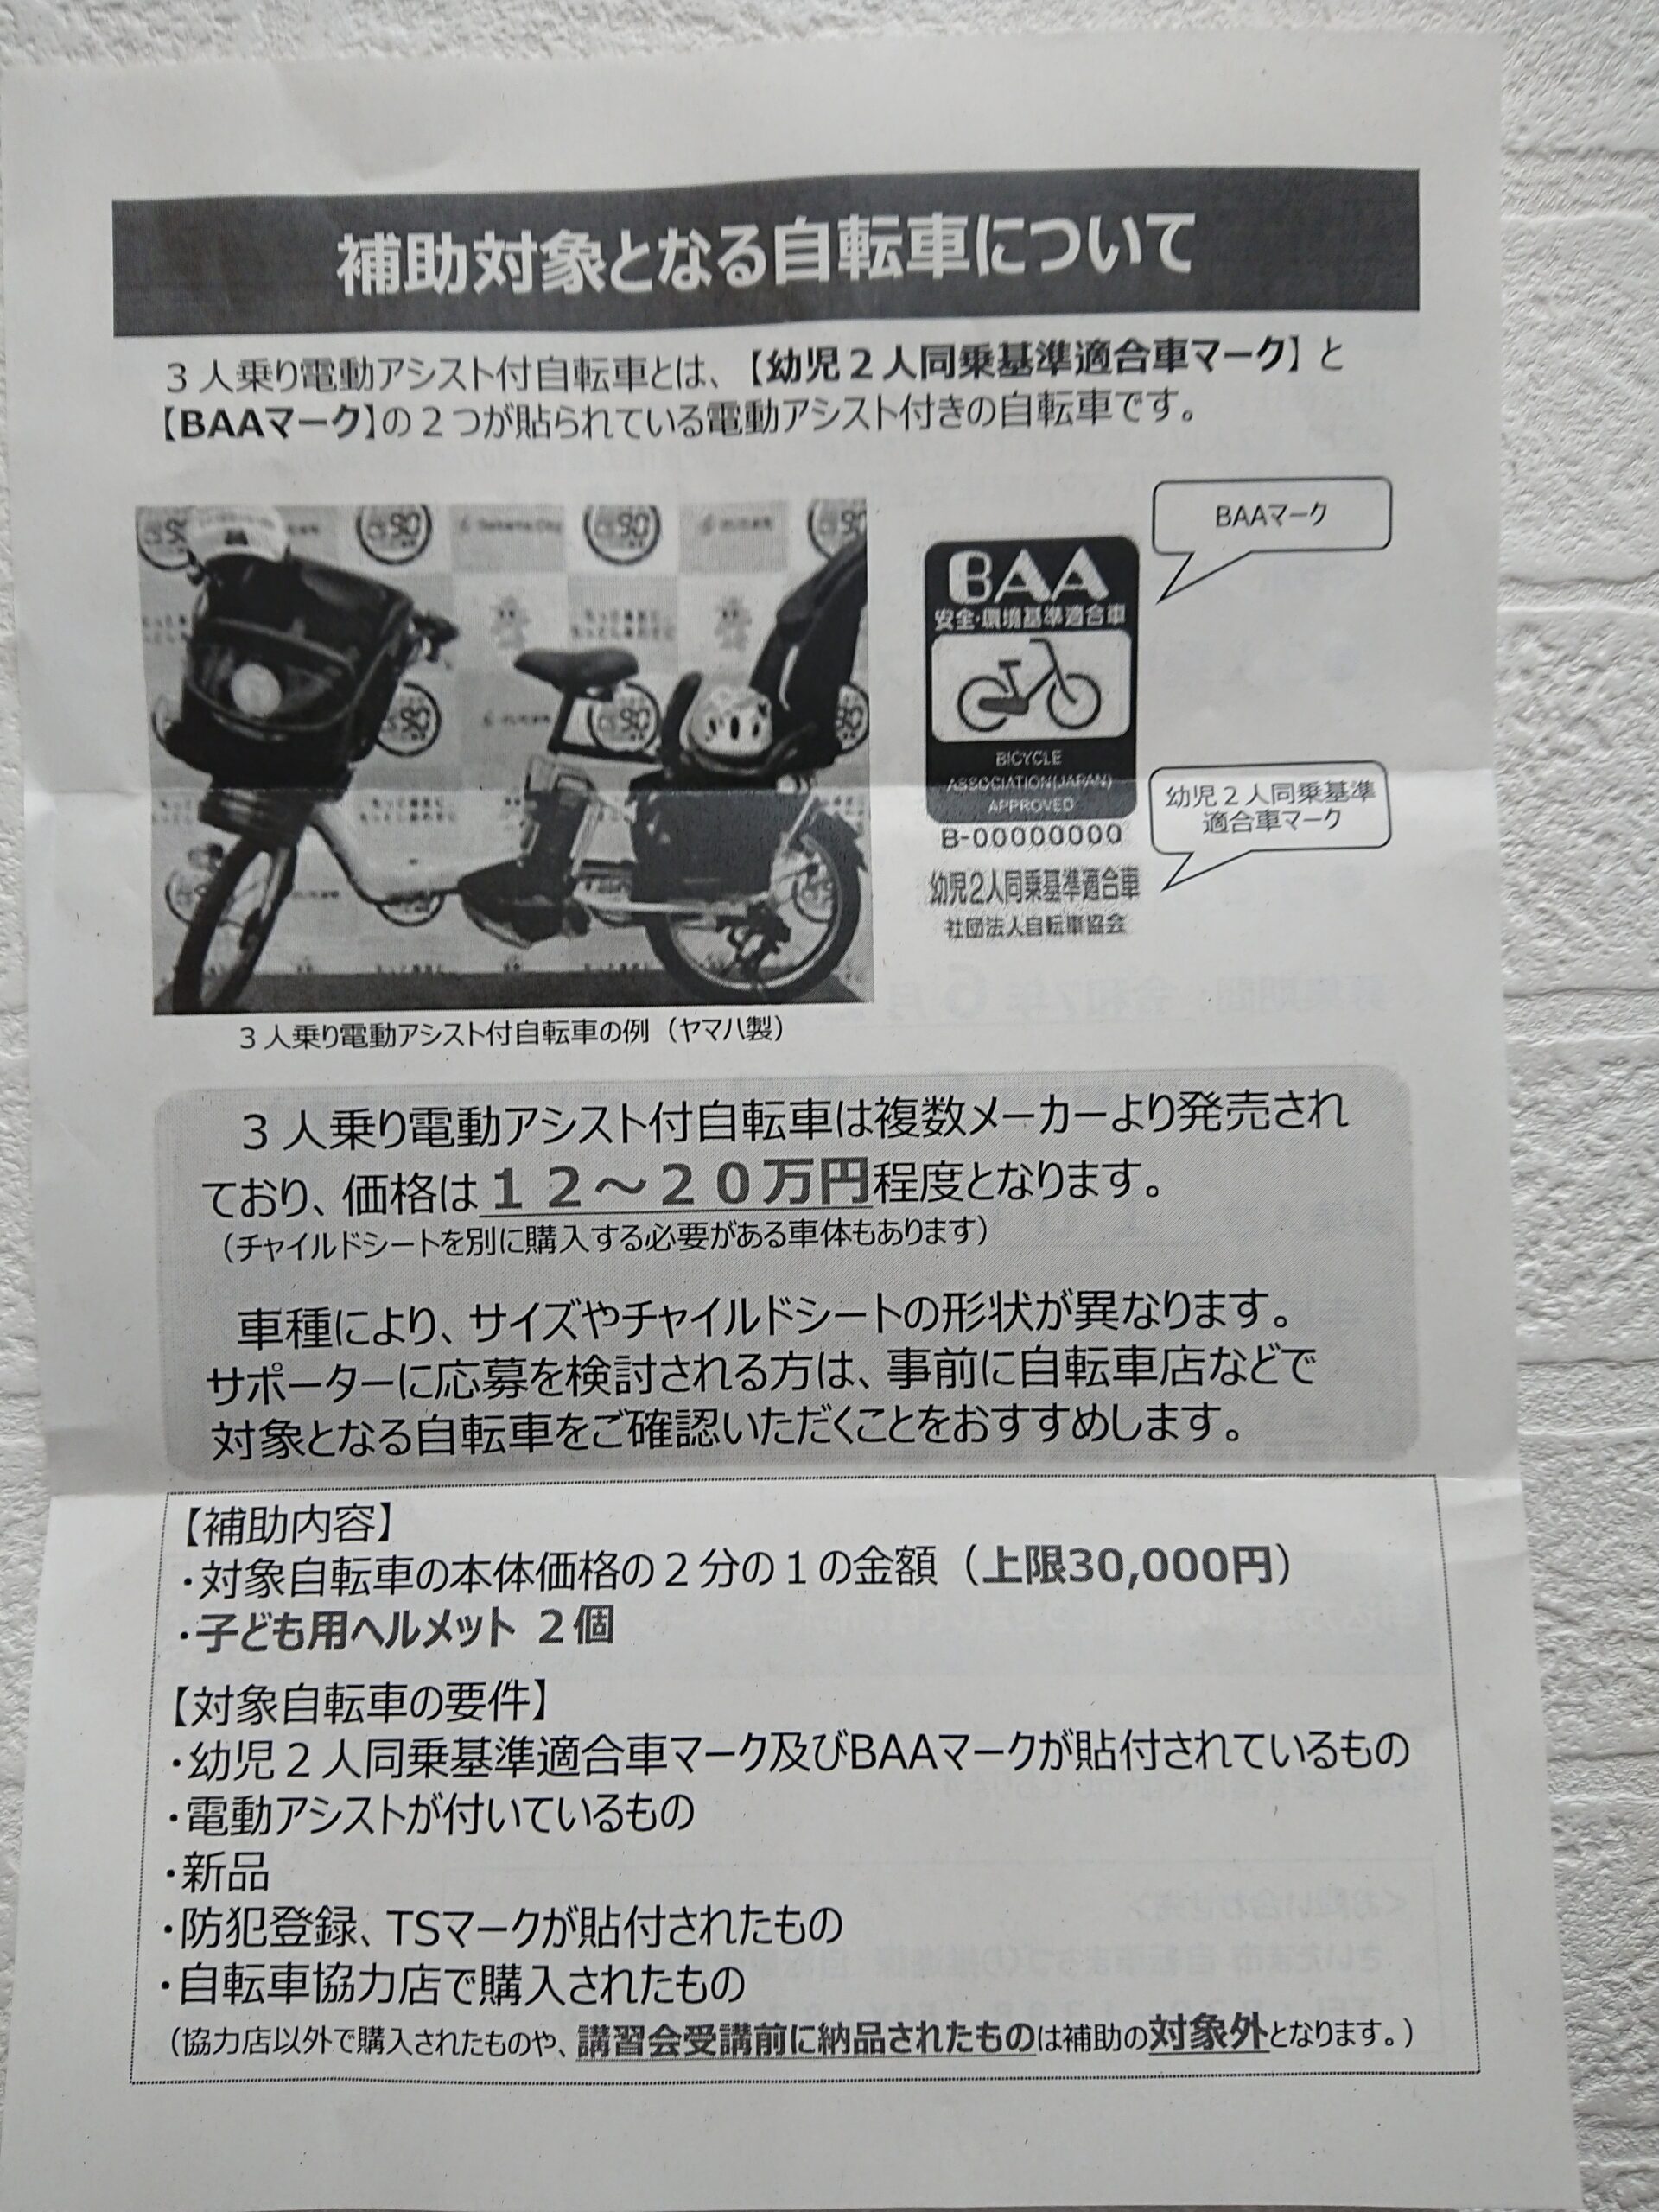 補助対象となる自転車について
３人乗り電動アシスト付自転車とは、【幼児２人同乗基準適合車マーク】と
【BAAマーク】の２つが貼られている電動アシスト付きの自転車です。
BAAマーク
BAA
安全・環境基準適合車
BICYCLE
ASSOCIATION(JAPAN)
APPROVED
B-00000000
幼児２人同乗基準
適合車マーク
幼児2人同乗基準適合車
社団法人自転車協会
３人乗り電動アシスト付自転車の例（ヤマハ製）
３人乗り電動アシスト付自転車は複数メーカーより発売され
ており、価格は１２～２０万円程度となります。
（チャイルドシートを別に購入する必要がある車体もあります）
車種により、サイズやチャイルドシートの形状が異なります。
サポーターに応募を検討される方は、事前に自転車店などで
対象となる自転車をご確認いただくことをおすすめします。
【補助内容】
・対象自転車の本体価格の２分の１の金額（上限30,000円）
・子ども用ヘルメット ２個
【対象自転車の要件】
・幼児２人同乗基準適合車マーク及びBAAマークが貼付されているもの
・電動アシストが付いているもの
・新品
・防犯登録、TSマークが貼付されたもの
・自転車協力店で購入されたもの
（協力店以外で購入されたものや、講習会受講前に納品されたものは補助の対象外となります。）